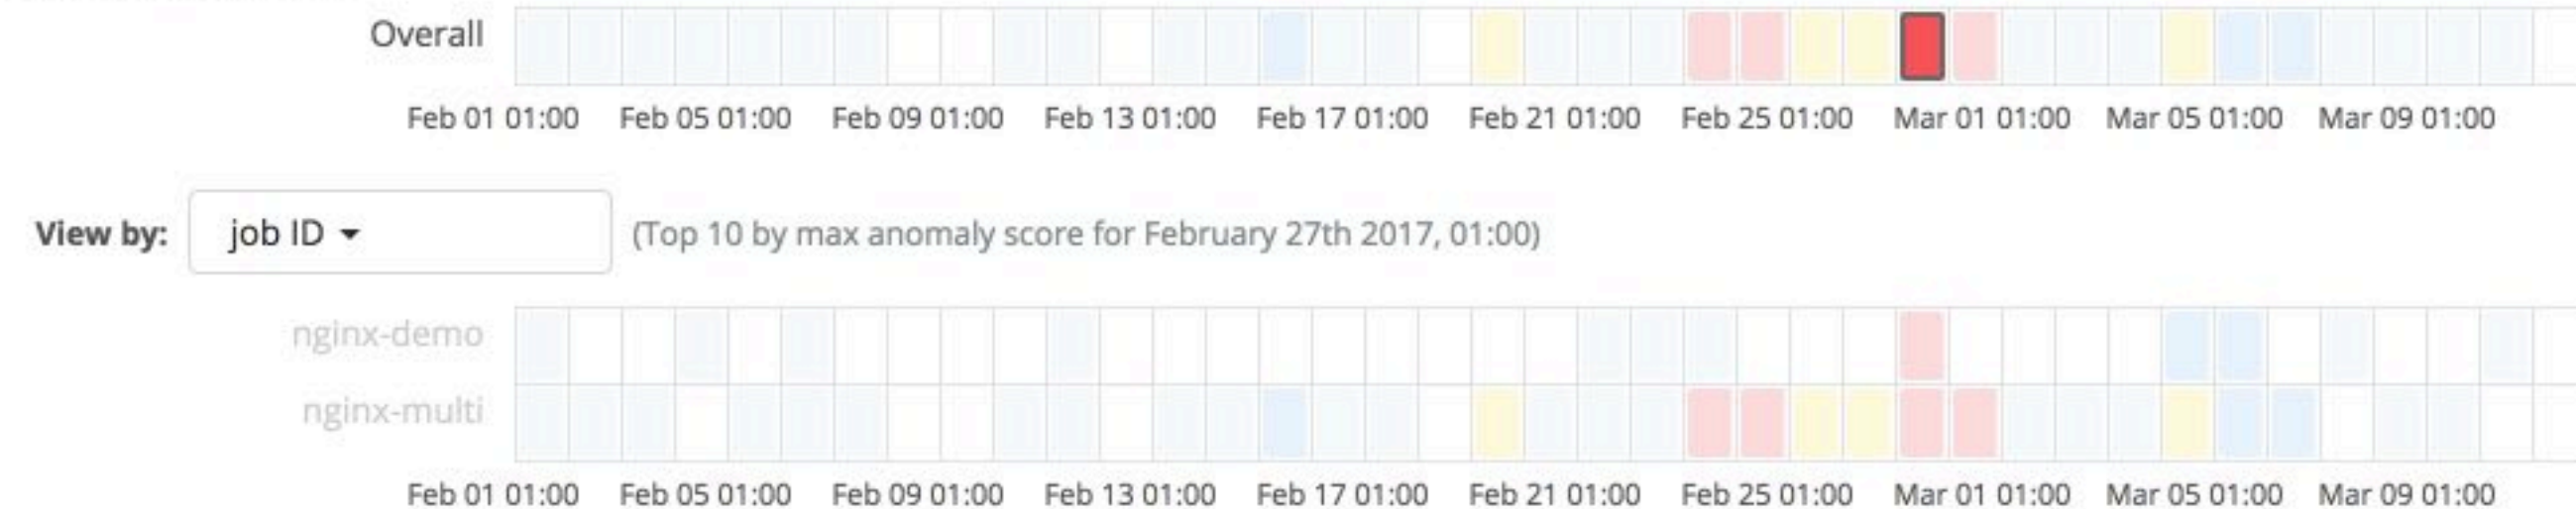 Overall
Feb 01 01:00 Feb 05 01:00 Feb 09 01:00 Feb 13 01:00 Feb 17 01:00 Feb 21 01:00 Feb 25 01:00 Mar 01 01:00 Mar 05 01:00 Mar 09 01:00
View by: job ID (Top 10 by max anomaly score for February 27th 2017, 01:00)
nginx-demo
nginx-multi
Feb 01 01:00 Feb 05 01:00 Feb 09 01:00 Feb 13 01:00 Feb 17 01:00 Feb 21 01:00 Feb 25 01:00 Mar 01 01:00 Mar 05 01:00 Mar 09 01:00